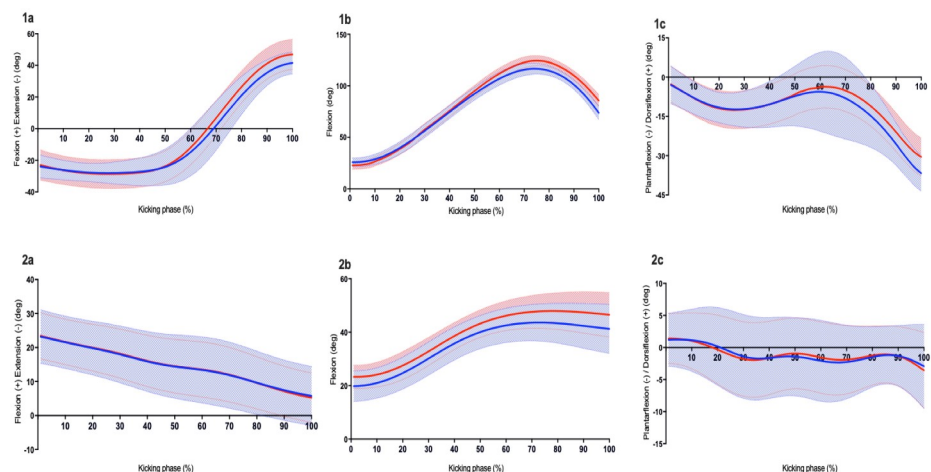 1a
Fexion (+) Extension (-) (deg)
60
40
20
0
-20
-40
10 20 30 40 50 60 70 80 90 100
Kicking phase (%)
1b
Flexion (deg)
150
100
50
0
0 10 20 30 40 50 60 70 80 90 100
Kicking phase (%)
1c
Plantarflexion (-) / Dorsiflexion (+) (deg)
15
0
-15
-30
-45
10 20 30 40 50 60 70 80 90 100
Kicking phase (%)
2a
Flexion (+) Extension (-) (deg)
40
30
20
10
0
-10
10 20 30 40 50 60 70 80 90 100
Kicking phase (%)
2b
Flexion (deg)
60
40
20
0
0 10 20 30 40 50 60 70 80 90 100
Kicking phase (%)
2c
Plantarflexion (-) / Dorsiflexion (+) (deg)
10
5
0
-5
-10
-15
10 20 30 40 50 60 70 80 90 100
Kicking phase (%)